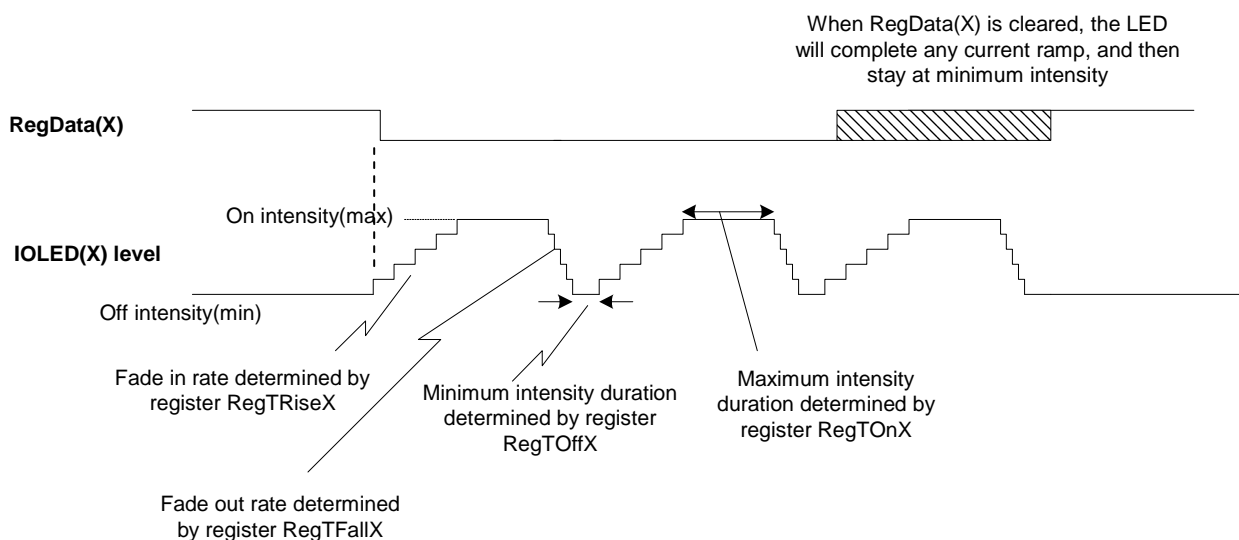 When RegData(X) is cleared, the LED
will complete any current ramp, and then
stay at minimum intensity
RegData(X)
On intensity(max)
IOLED(X) level
Off intensity(min)
Fade in rate determined by
register RegTRiseX
Minimum intensity duration
determined by register
RegTOffX
Maximum intensity
duration determined by
register RegTOnX
Fade out rate determined
by register RegTFallX